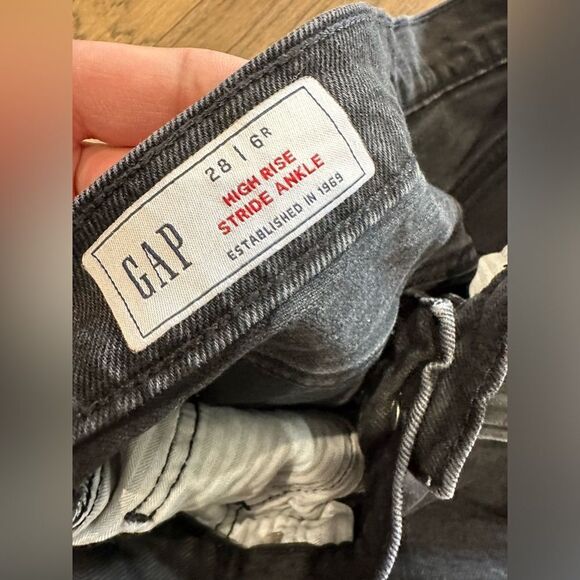 GAP
28 | 6R
HIGH RISE
STRIDE ANKLE
ESTABLISHED IN 1969